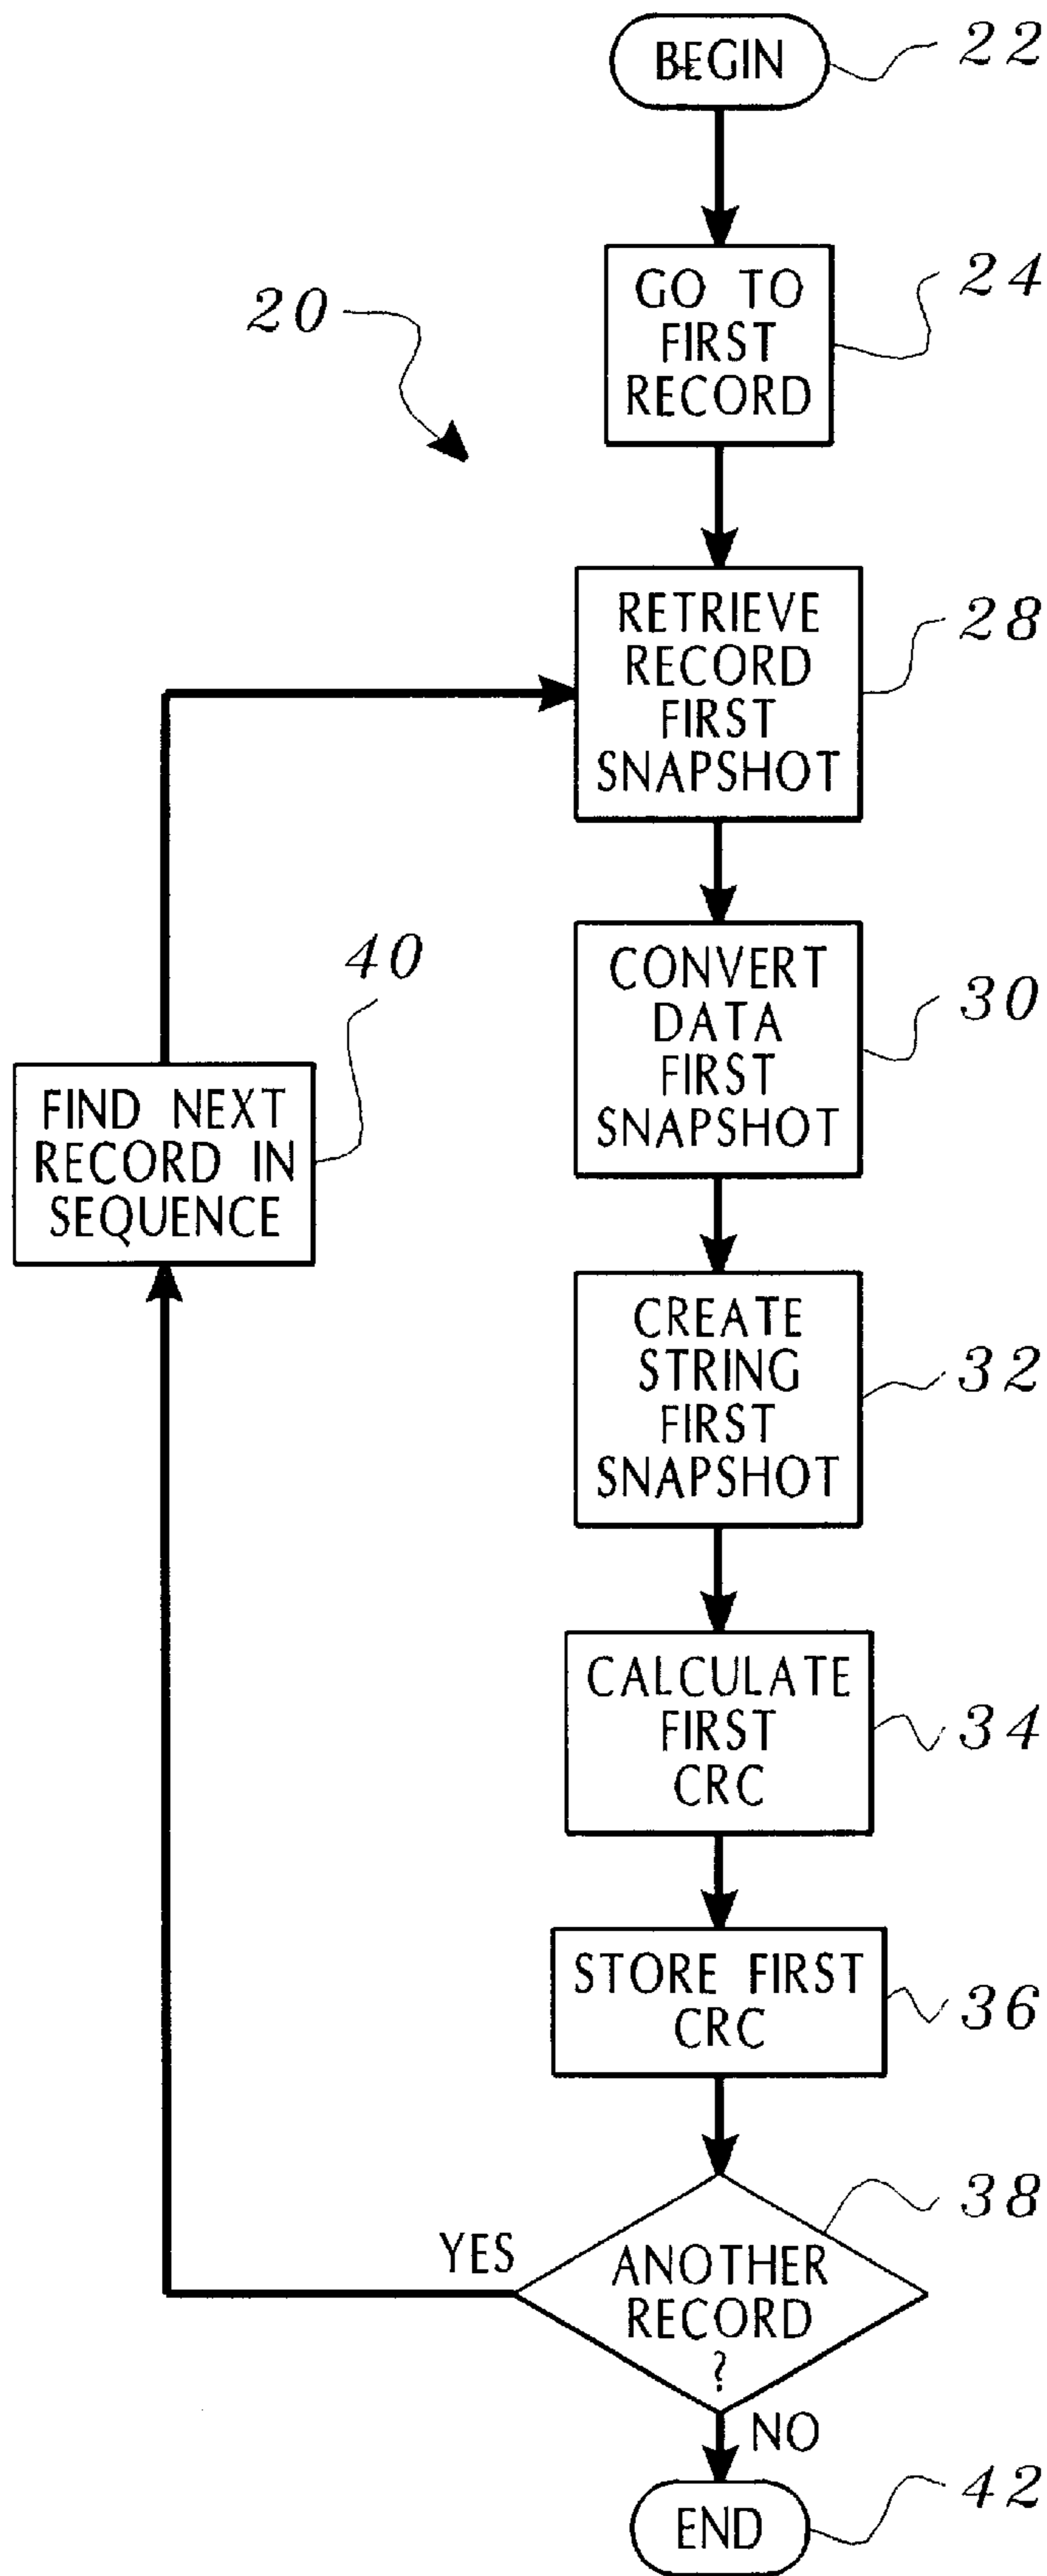 BEGIN
22
GO TO
FIRST
RECORD
24
20
RETRIEVE
RECORD
FIRST
SNAPSHOT
28
CONVERT
DATA
FIRST
SNAPSHOT
30
40
FIND NEXT
RECORD IN
SEQUENCE
CREATE
STRING
FIRST
SNAPSHOT
32
CALCULATE
FIRST
CRC
34
STORE FIRST
CRC
36
38
YES
ANOTHER
RECORD
?
NO
END
42